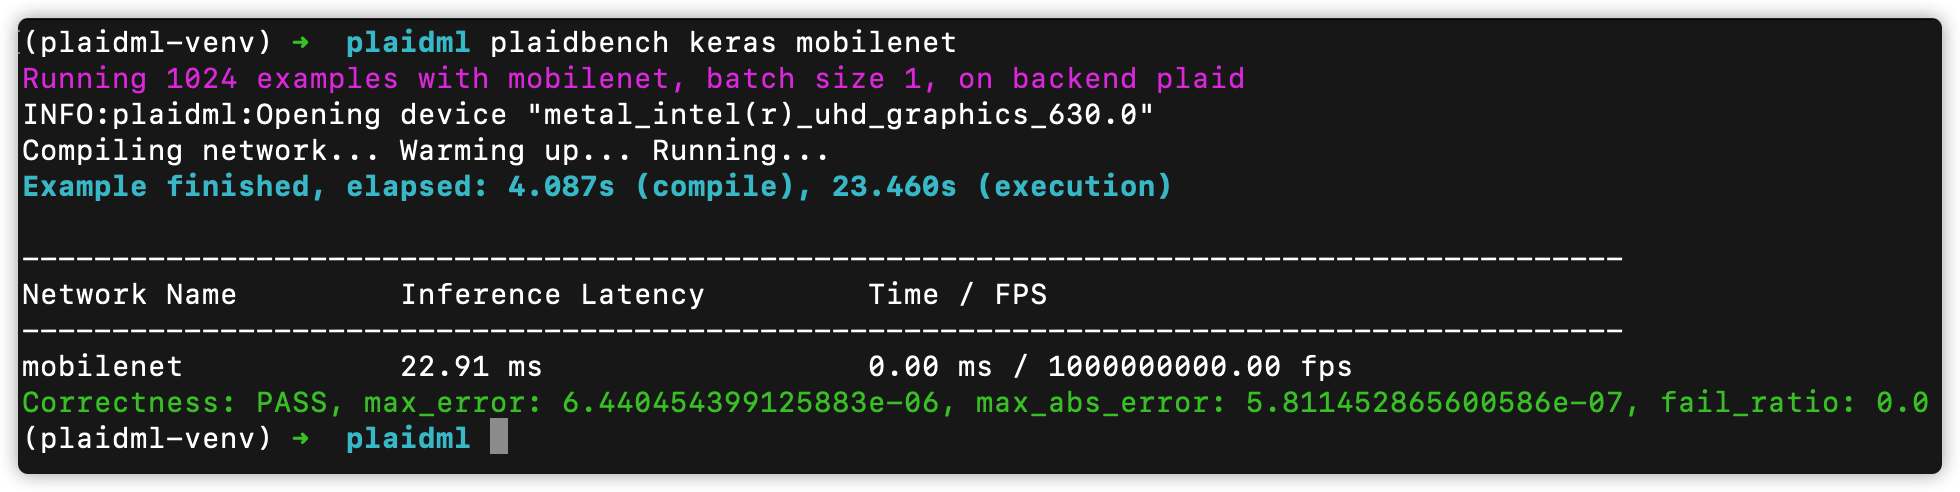 (plaidml-venv) ➜  plaidml plaidbench keras mobilenet
Running 1024 examples with mobilenet, batch size 1, on backend plaid
INFO:plaidml:Opening device "metal_intel(r)_uhd_graphics_630.0"
Compiling network... Warming up... Running...
Example finished, elapsed: 4.087s (compile), 23.460s (execution)
-----------------------------------------------------------------------------------------
Network Name         Inference Latency         Time / FPS
-----------------------------------------------------------------------------------------
mobilenet            22.91 ms                  0.00 ms / 1000000000.00 fps
Correctness: PASS, max_error: 6.440454399125883e-06, max_abs_error: 5.811452865600586e-07, fail_ratio: 0.0
(plaidml-venv) ➜  plaidml